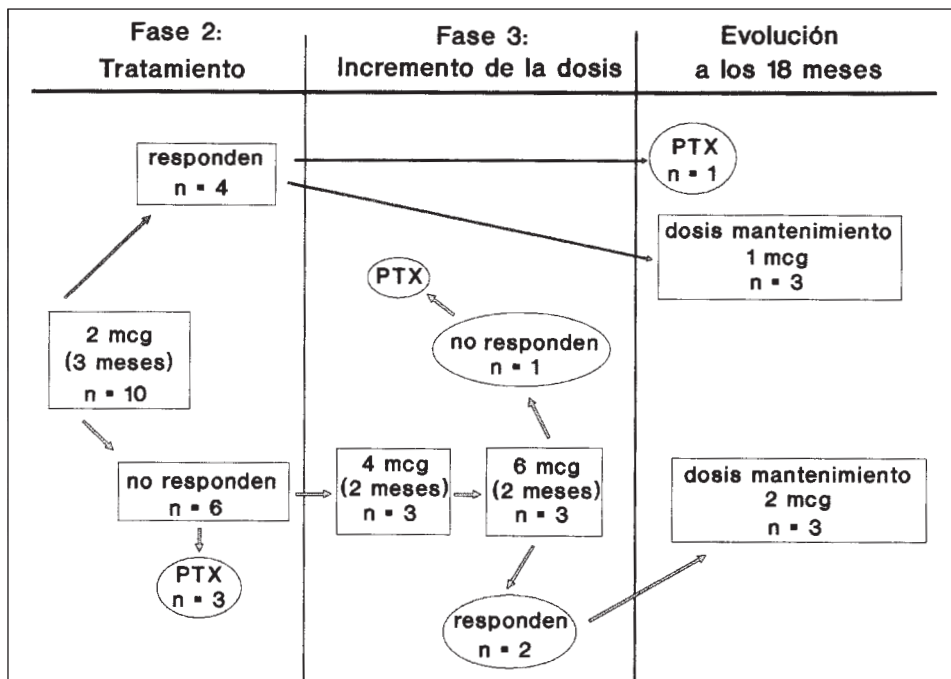 Fase 2:
Tratamiento
Fase 3:
Incremento de la dosis
Evolución
a los 18 meses
responden
n = 4
PTX
n = 1
dosis mantenimiento
1 mcg
n = 3
PTX
no responden
n = 1
2 mcg
(3 meses)
n = 10
no responden
n = 6
4 mcg
(2 meses)
n = 3
6 mcg
(2 meses)
n = 3
dosis mantenimiento
2 mcg
n = 3
PTX
n = 3
responden
n = 2